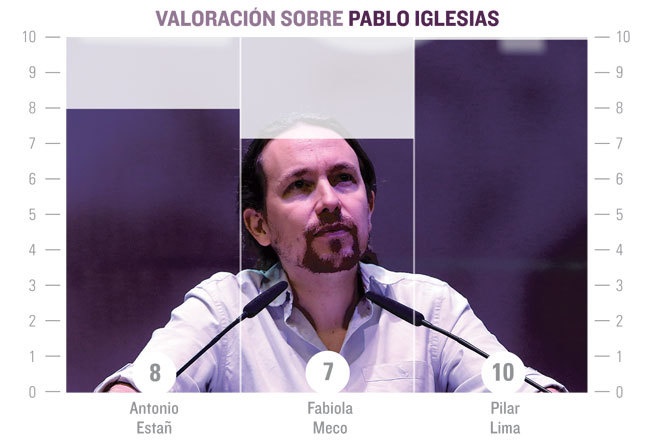 VALORACIÓN SOBRE PABLO IGLESIAS
10 10
9 9
8 8
7 7
6 6
5 5
4 4
3 3
2 2
1 1
0 0
8 7 10
Antonio Fabiola Pilar
Estañ Meco Lima